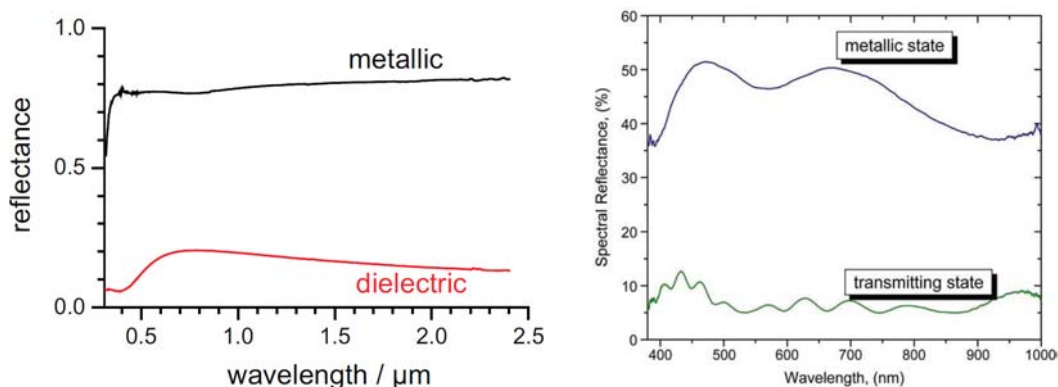 1.0
metallic
reflectance
0.5
dielectric
0.0
0.5 1.0 1.5 2.0 2.5
wavelength / μm
60
metallic state
50
40
Spectral Reflectance, (%)
30
20
transmitting state
10
0
400 500 600 700 800 900 1000
Wavelength, (nm)